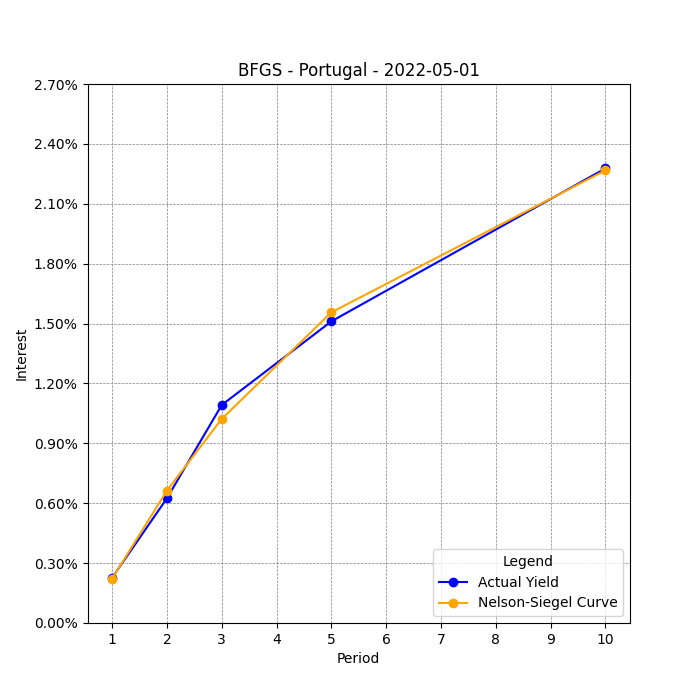 BFGS - Portugal - 2022-05-01
2.70%
2.40%
2.10%
1.80%
1.50%
1.20%
0.90%
0.60%
0.30%
0.00%
Interest
1 2 3 4 5 6 7 8 9 10
Period
Legend
Actual Yield
Nelson-Siegel Curve